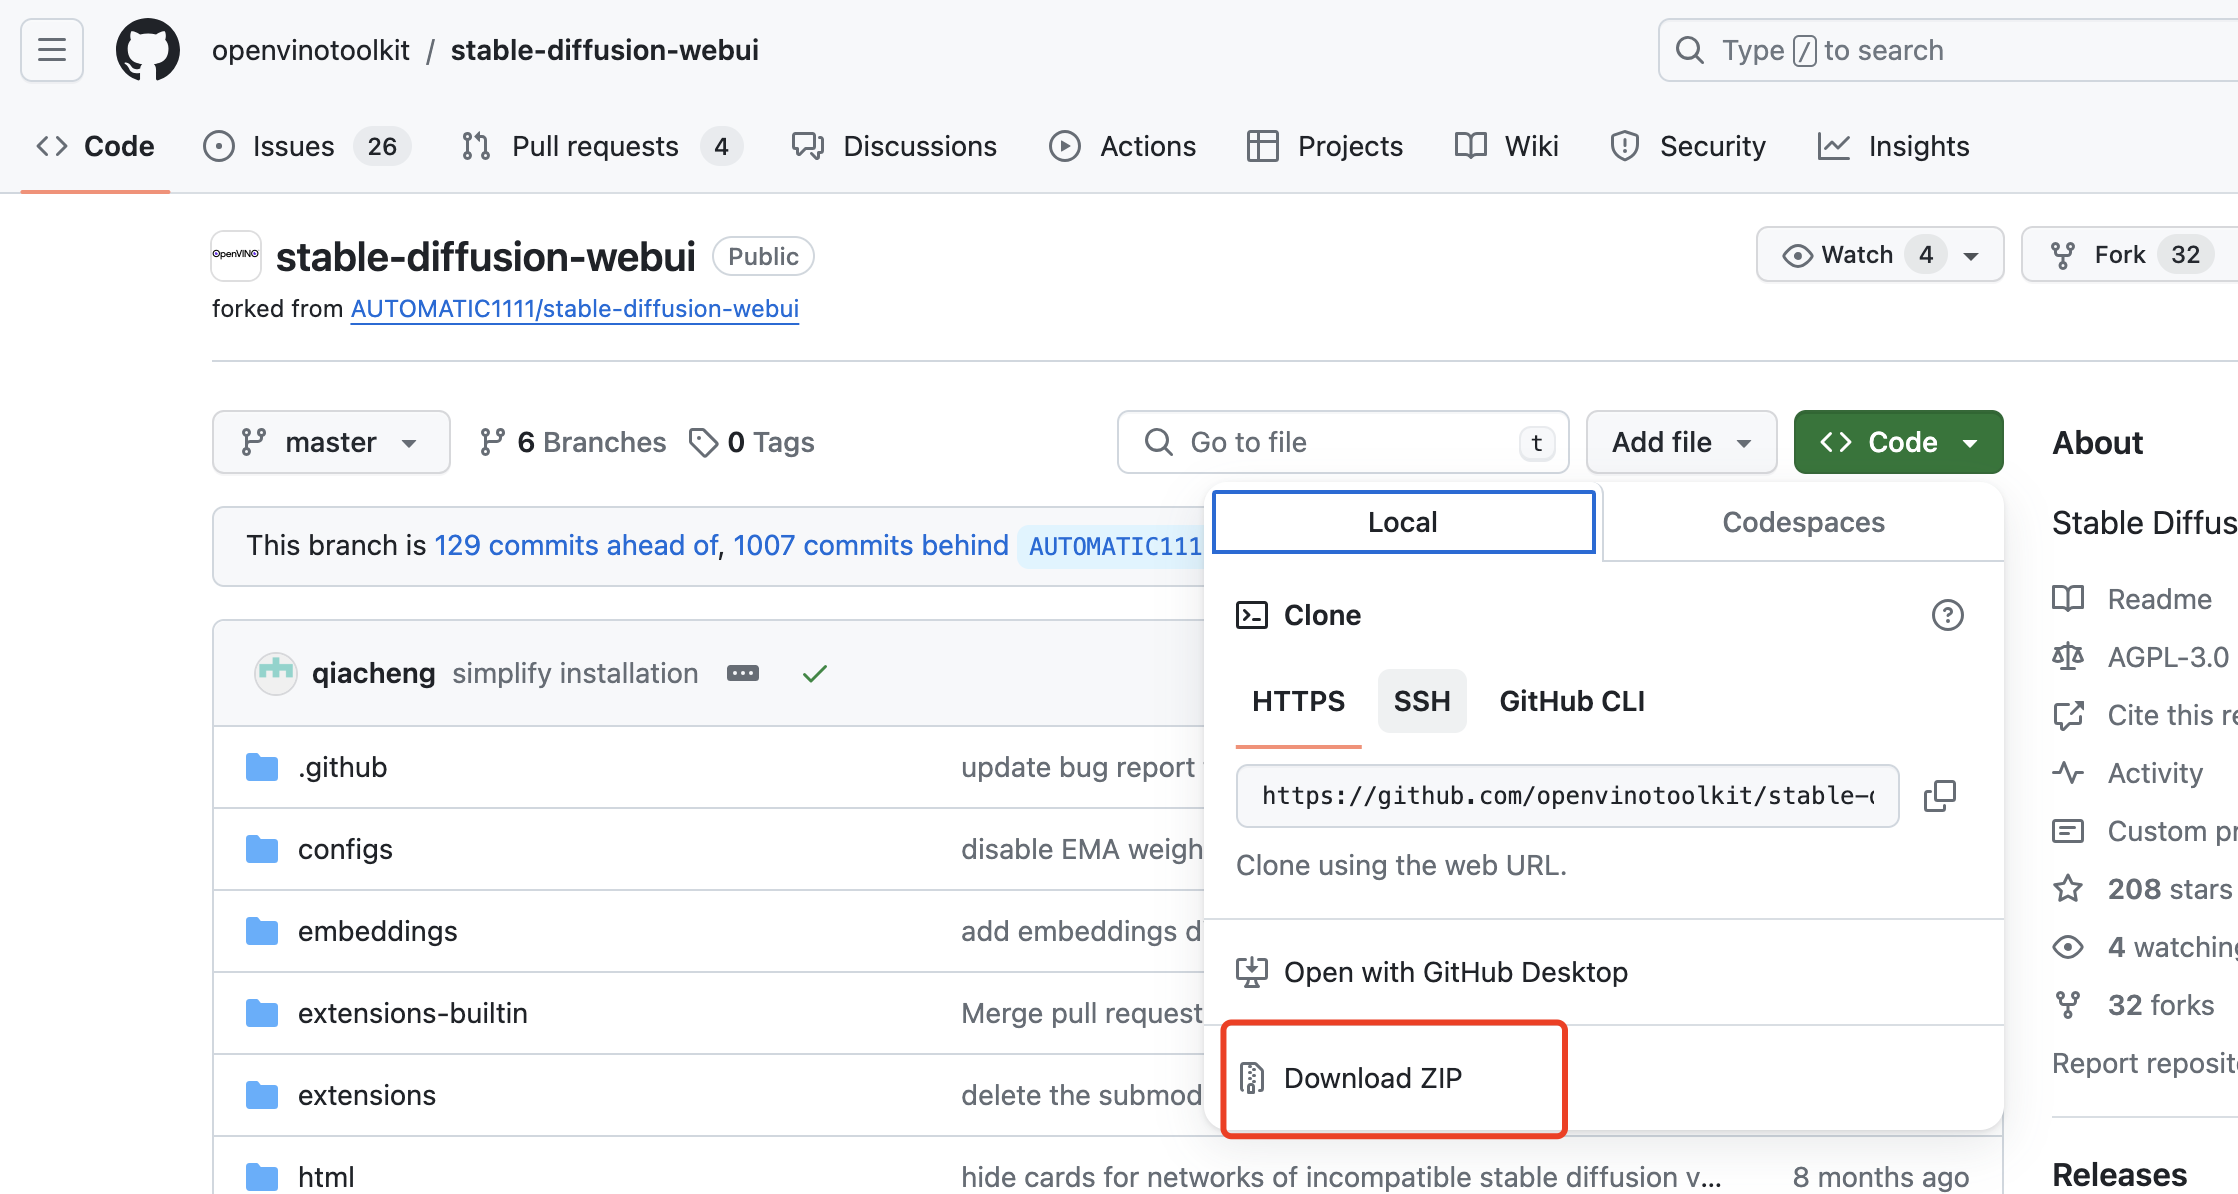 openvinotoolkit / stable-diffusion-webui
Type / to search
Code
Issues 26
Pull requests 4
Discussions
Actions
Projects
Wiki
Security
Insights
OpenVINO
stable-diffusion-webui
Public
Watch 4
Fork 32
forked from AUTOMATIC1111/stable-diffusion-webui
master
6 Branches
0 Tags
Go to file
t
Add file
Code
About
This branch is 129 commits ahead of, 1007 commits behind AUTOMATIC111
Local
Codespaces
Clone
HTTPS
SSH
GitHub CLI
https://github.com/openvinotoolkit/stable-
Clone using the web URL.
Open with GitHub Desktop
Download ZIP
qiacheng simplify installation
.github
update bug report
configs
disable EMA weigh
embeddings
add embeddings d
extensions-builtin
Merge pull request
extensions
delete the submod
html
hide cards for networks of incompatible stable diffusion v...
8 months ago
Stable Diffus
Readme
AGPL-3.0
Cite this re
Activity
Custom pr
208 stars
4 watching
32 forks
Report reposit
Releases